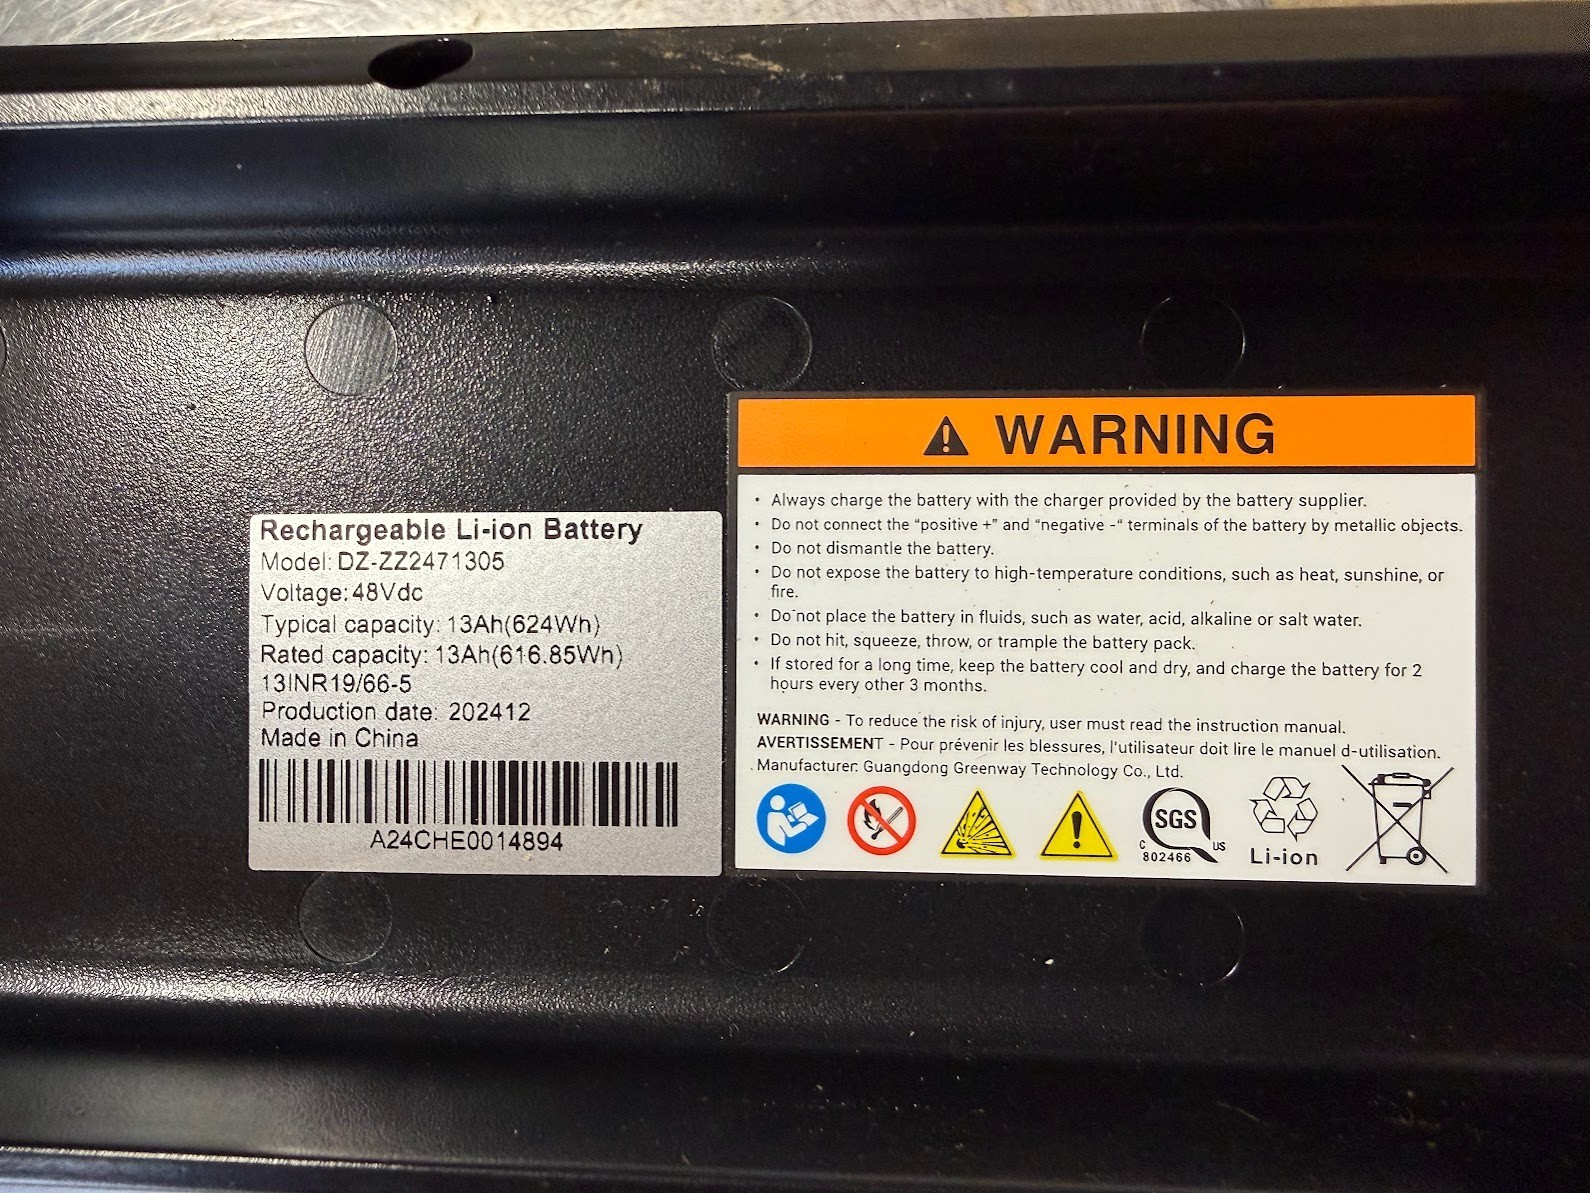 Rechargeable Li-ion Battery
Model: DZ-ZZ2471305
Voltage: 48Vdc
Typical capacity: 13Ah(624Wh)
Rated capacity: 13Ah(616.85Wh)
13INR19/66-5
Production date: 202412
Made in China
A24CHE0014894
WARNING
• Always charge the battery with the charger provided by the battery supplier.
• Do not connect the “positive +” and “negative -“ terminals of the battery by metallic objects.
• Do not dismantle the battery.
• Do not expose the battery to high-temperature conditions, such as heat, sunshine, or
fire.
• Do not place the battery in fluids, such as water, acid, alkaline or salt water.
• Do not hit, squeeze, throw, or trample the battery pack.
• If stored for a long time, keep the battery cool and dry, and charge the battery for 2
hours every other 3 months.
WARNING - To reduce the risk of injury, user must read the instruction manual.
AVERTISSEMENT - Pour prévenir les blessures, l'utilisateur doit lire le manuel d-utilisation.
Manufacturer: Guangdong Greenway Technology Co., Ltd.
SGS
C US
802466
Li-ion